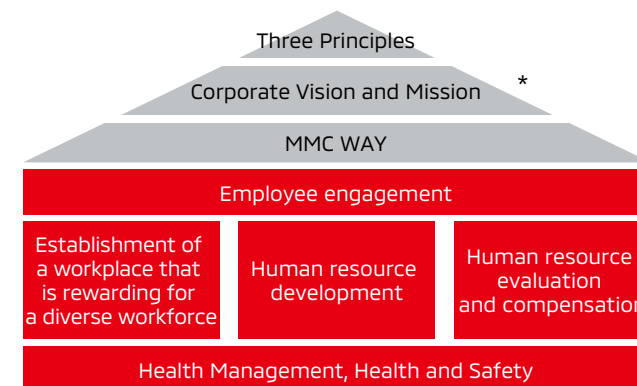 Three Principles
Corporate Vision and Mission
*
MMC WAY
Employee engagement
Establishment of
a workplace that
is rewarding for
a diverse workforce
Human resource
development
Human resource
evaluation
and compensation
Health Management, Health and Safety